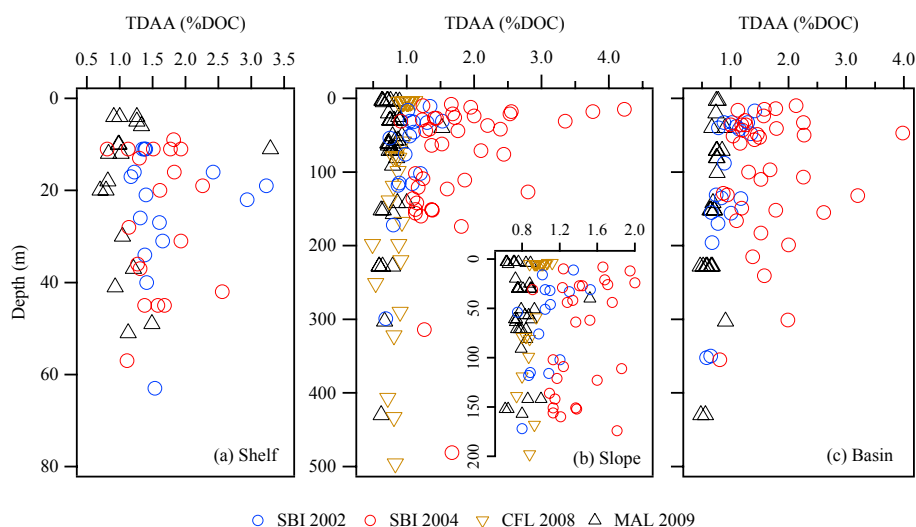 TDAA (%DOC) TDAA (%DOC) TDAA (%DOC)
0.5 1.0 1.5 2.0 2.5 3.0 3.5 1.0 2.0 3.0 4.0 1.0 2.0 3.0 4.0
Depth (m)
0
20
40
60
80
(a) Shelf
0
100
200
300
400
500
0.8 1.2 1.6 2.0
0
50
100
150
200
(b) Slope
0
100
200
300
400
500
(c) Basin
SBI 2002 SBI 2004 CFL 2008 MAL 2009